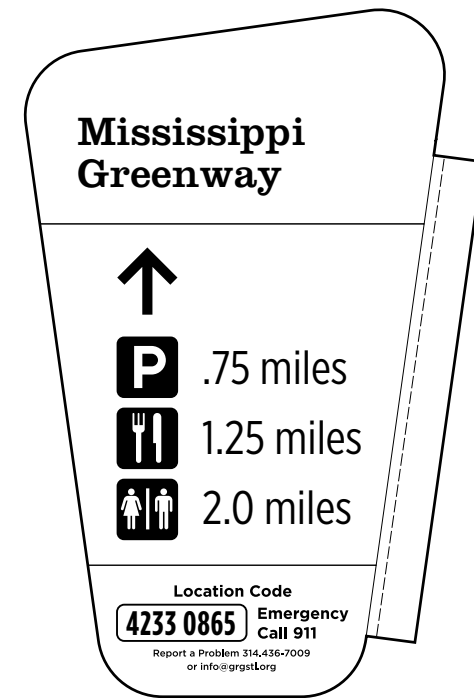 Mississippi
Greenway
P
.75 miles
1.25 miles
2.0 miles
Location Code
4233 0865
Emergency
Call 911
Report a Problem 314.436-7009
or info@grgstl.org